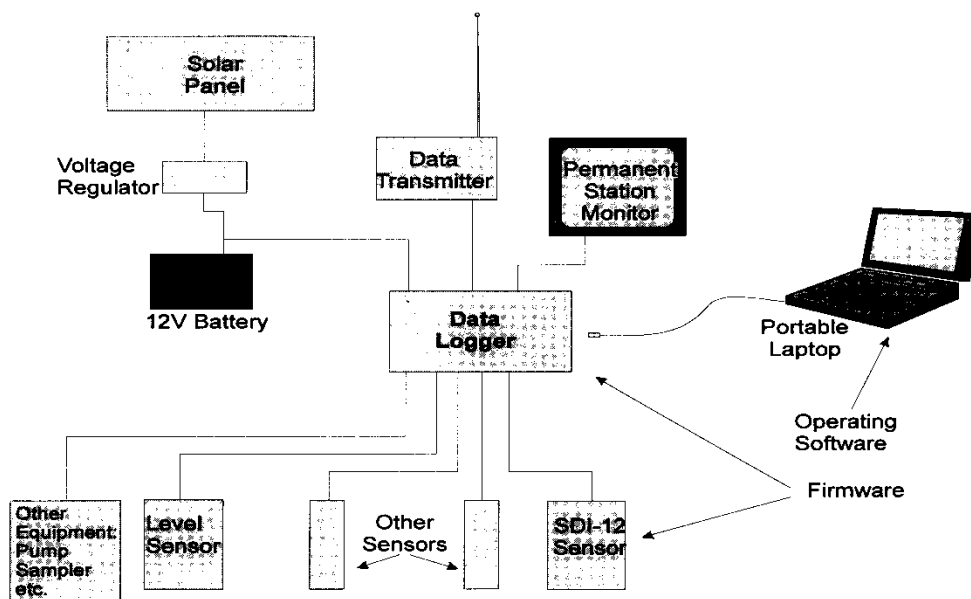 Solar
Panel
Voltage
Regulator
Data
Transmitter
Permanent
Station
Monitor
12V Battery
Data
Logger
Portable
Laptop
Operating
Software
Firmware
Other
Equipment:
Pump
Sampler
etc.
Level
Sensor
Other
Sensors
SDI-12
Sensor